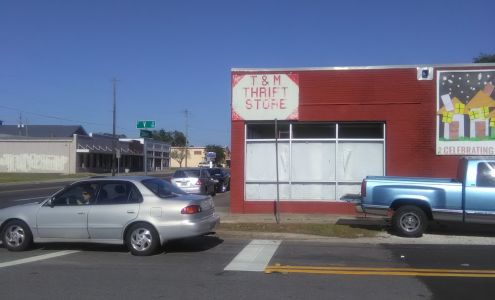 T & M
THRIFT
STORE
2 CELEBRATING